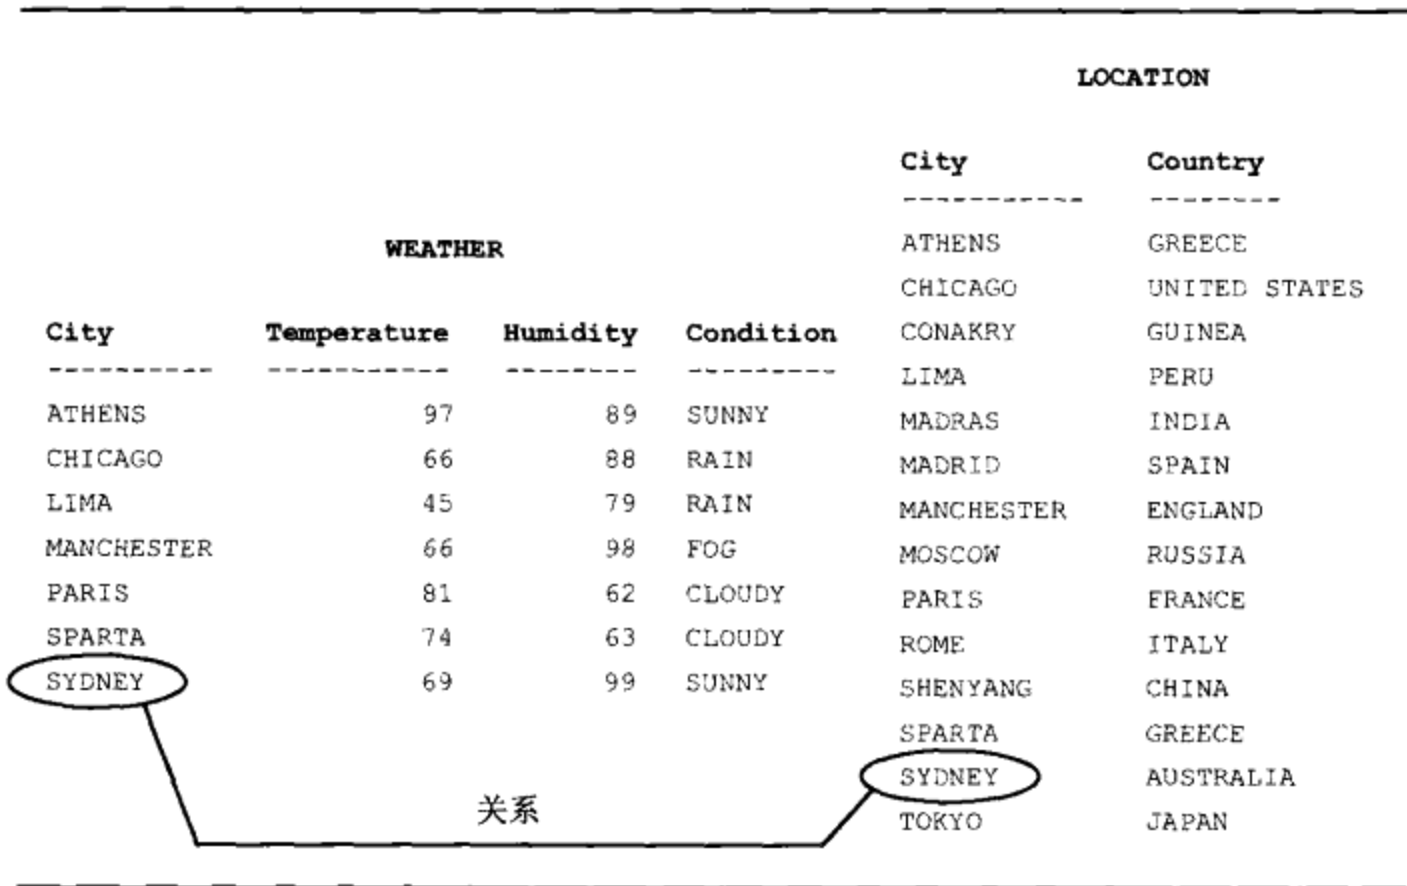 WEATHER
City Temperature Humidity Condition
ATHENS 97 89 SUNNY
CHICAGO 66 88 RAIN
LIMA 45 79 RAIN
MANCHESTER 66 98 FOG
PARIS 81 62 CLOUDY
SPARTA 74 63 CLOUDY
SYDNEY 69 99 SUNNY
关系
LOCATION
City Country
ATHENS GREECE
CHICAGO UNITED STATES
CONAKRY GUINEA
LIMA PERU
MADRAS INDIA
MADRID SPAIN
MANCHESTER ENGLAND
MOSCOW RUSSIA
PARIS FRANCE
ROME ITALY
SHENYANG CHINA
SPARTA GREECE
SYDNEY AUSTRALIA
TOKYO JAPAN